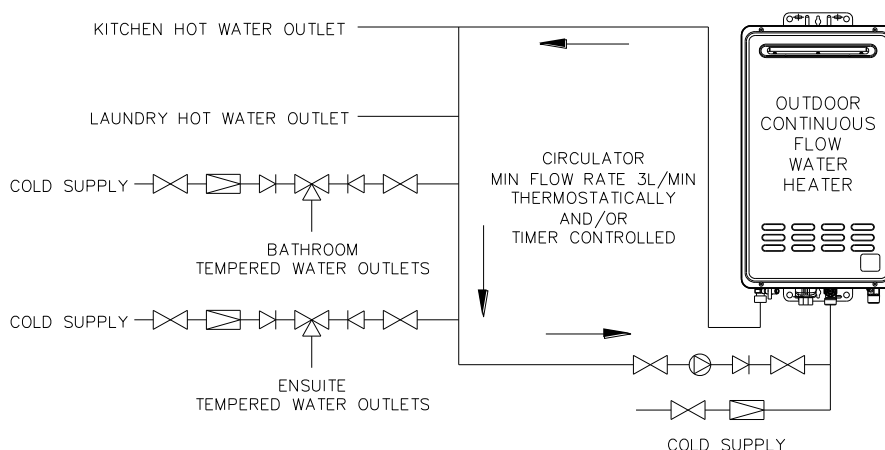 KITCHEN HOT WATER OUTLET
LAUNDRY HOT WATER OUTLET
COLD SUPPLY
BATHROOM
TEMPERED WATER OUTLETS
COLD SUPPLY
ENSUITE
TEMPERED WATER OUTLETS
CIRCULATOR
MIN FLOW RATE 3L/MIN
THERMOSTATICALLY
AND/OR
TIMER CONTROLLED
OUTDOOR
CONTINUOUS
FLOW
WATER
HEATER
COLD SUPPLY